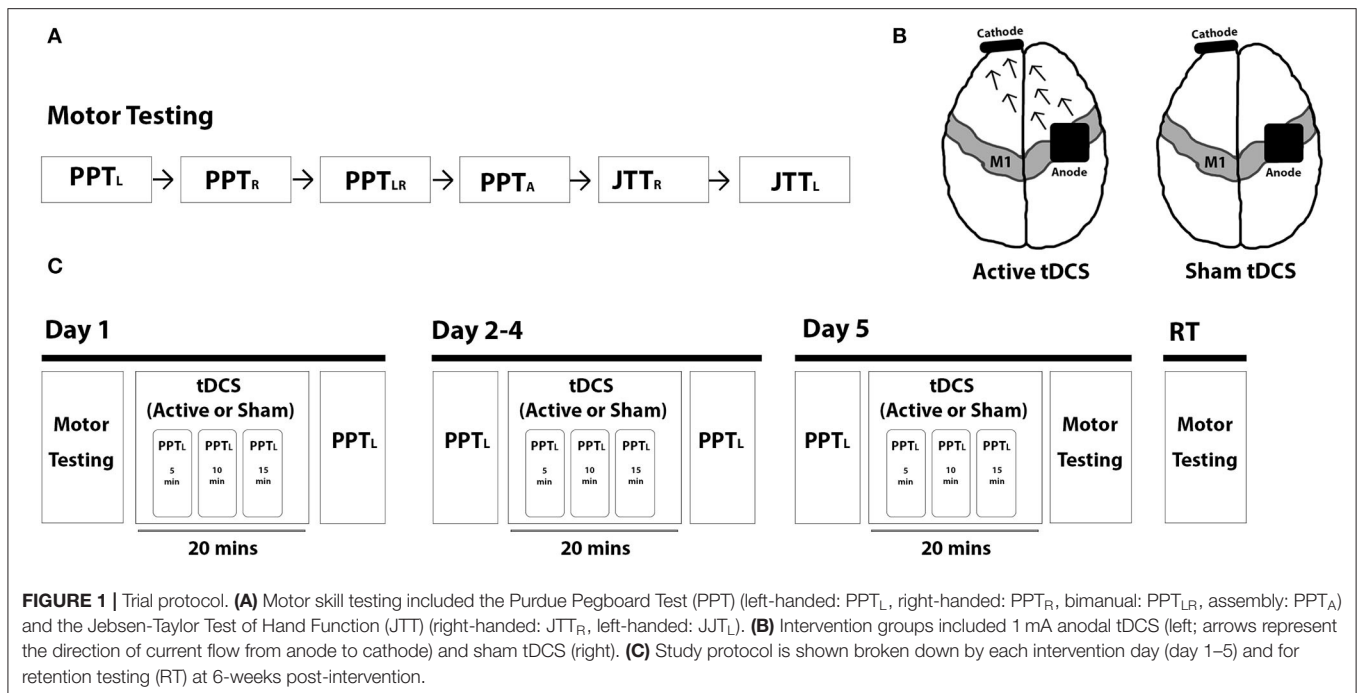 A
Motor Testing
PPTL → PPTR → PPTLR → PPTA → JTTR → JTTL
B
Cathode
M1
Anode
Active tDCS
Cathode
M1
Anode
Sham tDCS
C
Day 1
Motor
Testing
tDCS
(Active or Sham)
PPTL PPTL PPTL
5 10 15
min min min
20 mins
PPTL
Day 2-4
PPTL
tDCS
(Active or Sham)
PPTL PPTL PPTL
5 10 15
min min min
20 mins
PPTL
Day 5
PPTL
tDCS
(Active or Sham)
PPTL PPTL PPTL
5 10 15
min min min
20 mins
Motor
Testing
RT
Motor
Testing
FIGURE 1 | Trial protocol. (A) Motor skill testing included the Purdue Pegboard Test (PPT) (left-handed: PPTL, right-handed: PPTR, bimanual: PPTLR, assembly: PPTA)
and the Jebsen-Taylor Test of Hand Function (JTT) (right-handed: JTTR, left-handed: JJTL). (B) Intervention groups included 1 mA anodal tDCS (left; arrows represent
the direction of current flow from anode to cathode) and sham tDCS (right). (C) Study protocol is shown broken down by each intervention day (day 1–5) and for
retention testing (RT) at 6-weeks post-intervention.